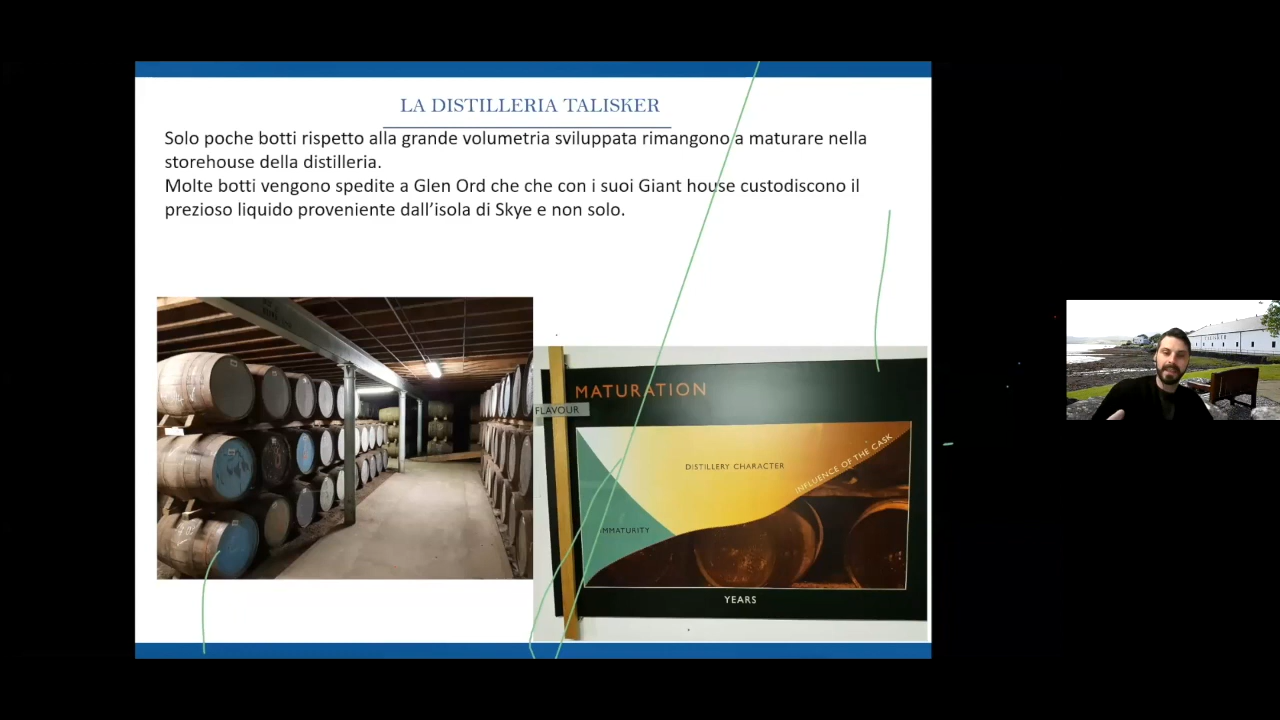 LA DISTILLERIA TALISKER
Solo poche botti rispetto alla grande volumetria sviluppata rimangono a maturare nella
storehouse della distilleria.
Molte botti vengono spedite a Glen Ord che che con i suoi Giant house custodiscono il
prezioso liquido proveniente dall'isola di Skye e non solo.
MATURATION
FLAVOUR
DISTILLERY CHARACTER
INFLUENCE OF THE CASK
IMMATURITY
YEARS